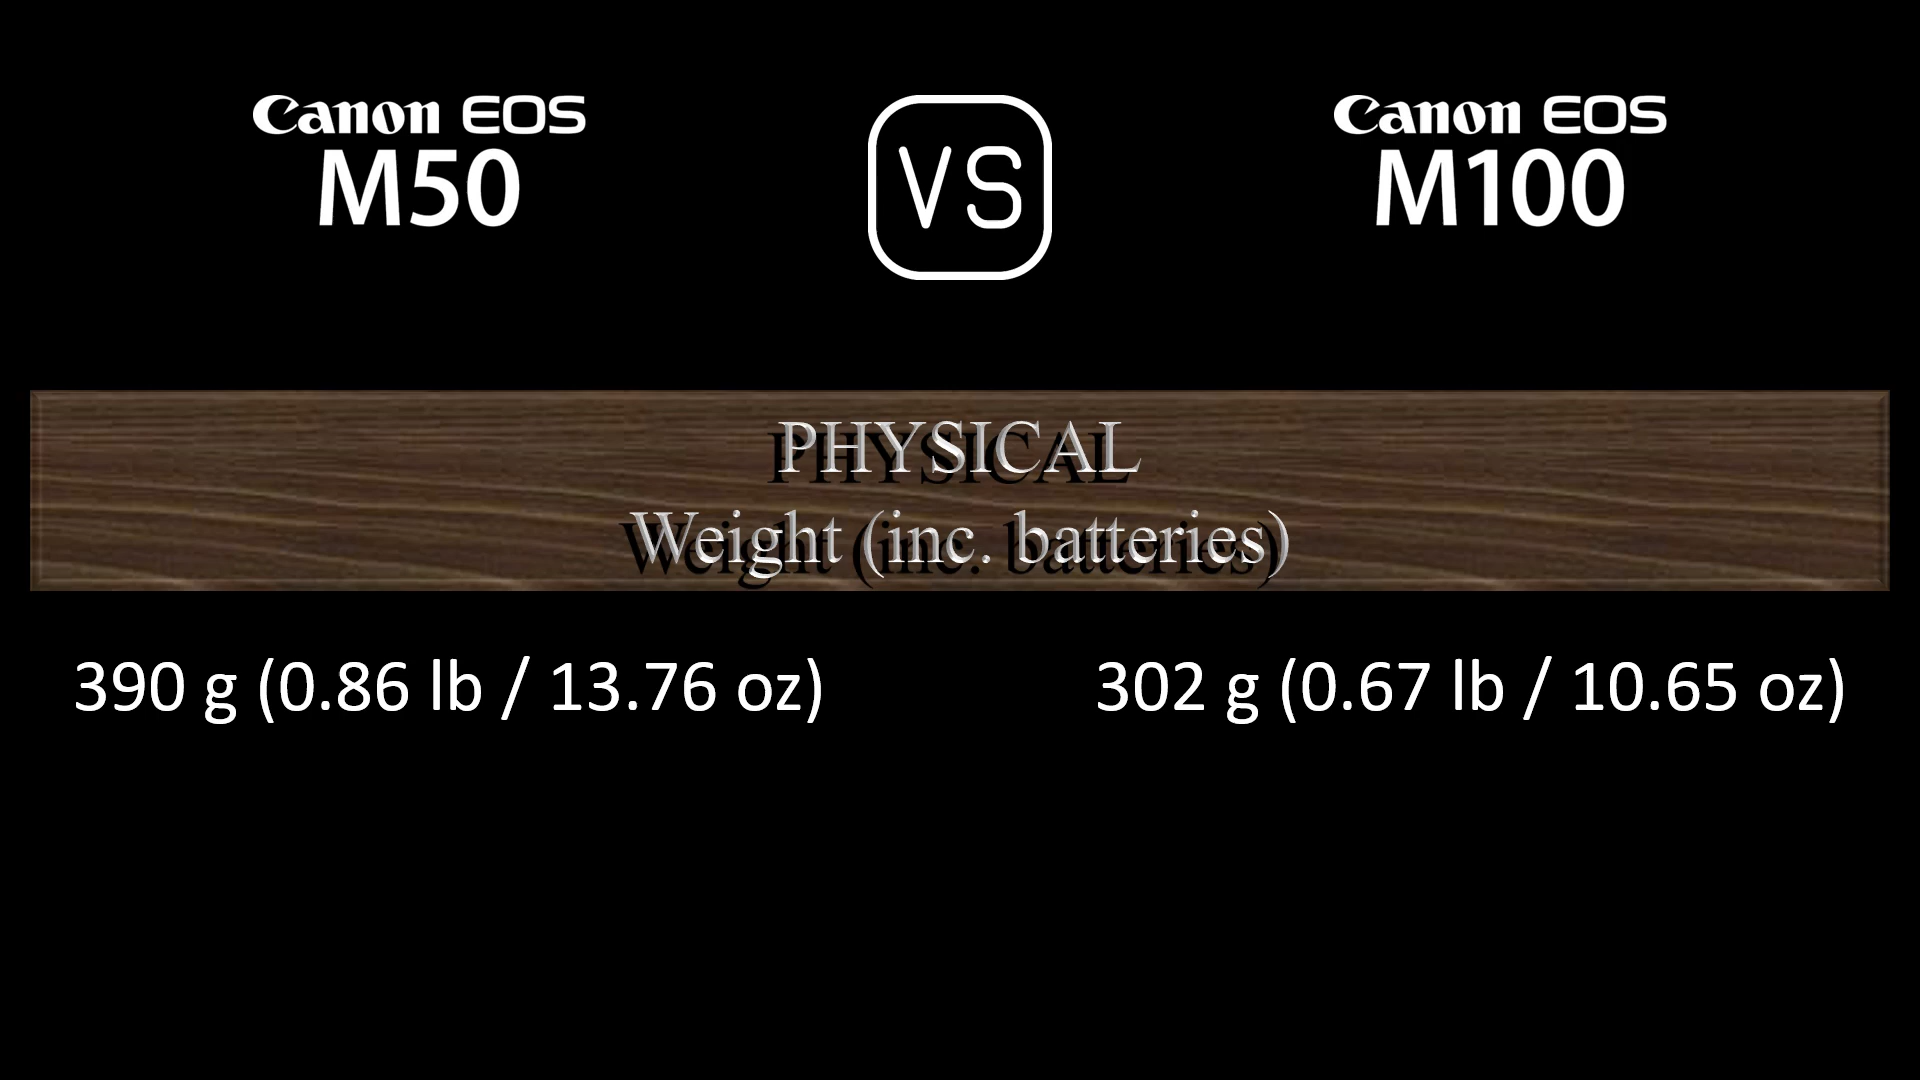 Canon EOS
M50
VS
Canon EOS
M100
PHYSICAL
Weight (inc. batteries)
390 g (0.86 lb / 13.76 oz)
302 g (0.67 lb / 10.65 oz)